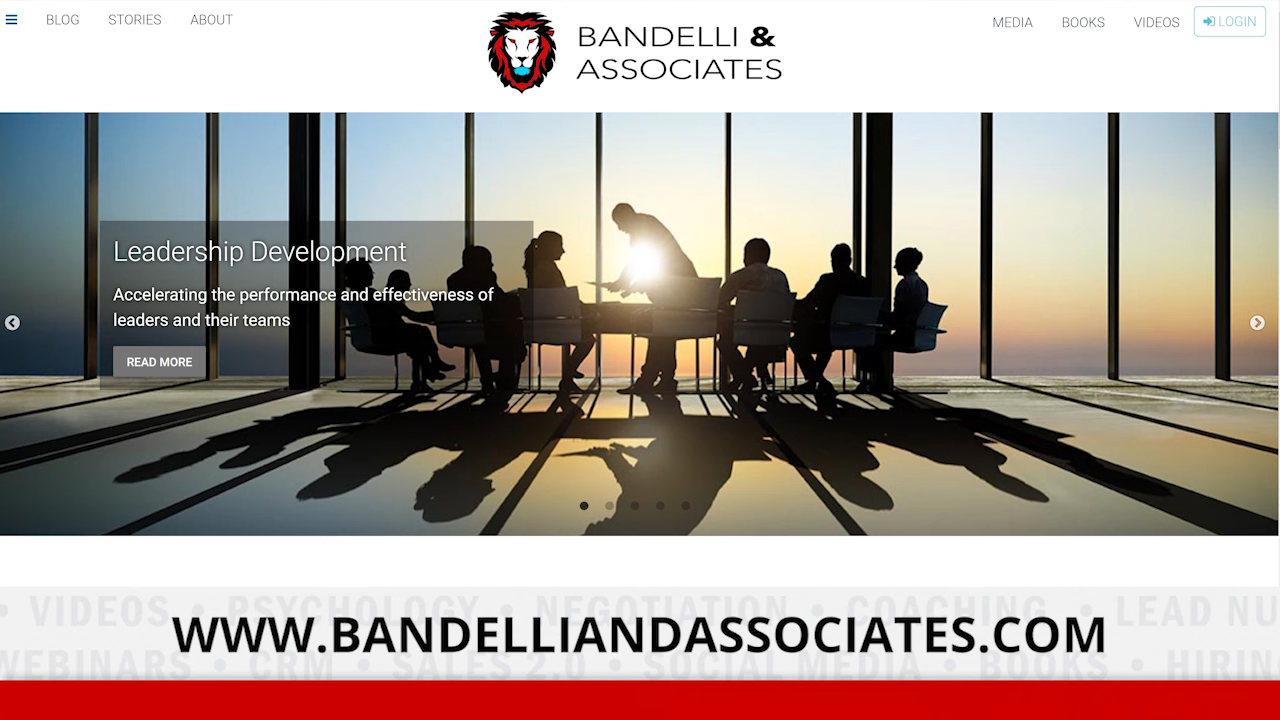 BLOG
STORIES
ABOUT
BANDELLI &
ASSOCIATES
MEDIA
BOOKS
VIDEOS
LOGIN
Leadership Development
Accelerating the performance and effectiveness of
leaders and their teams
READ MORE
• VIDEOS • PSYCHOLOGY • NEGOTIATION • COACHING • LEAD NU
WWW.BANDELLIANDASSOCIATES.COM
WEBINARS • CRM • SALES 2.0 • SOCIAL MEDIA • BOOKS • HIRIN